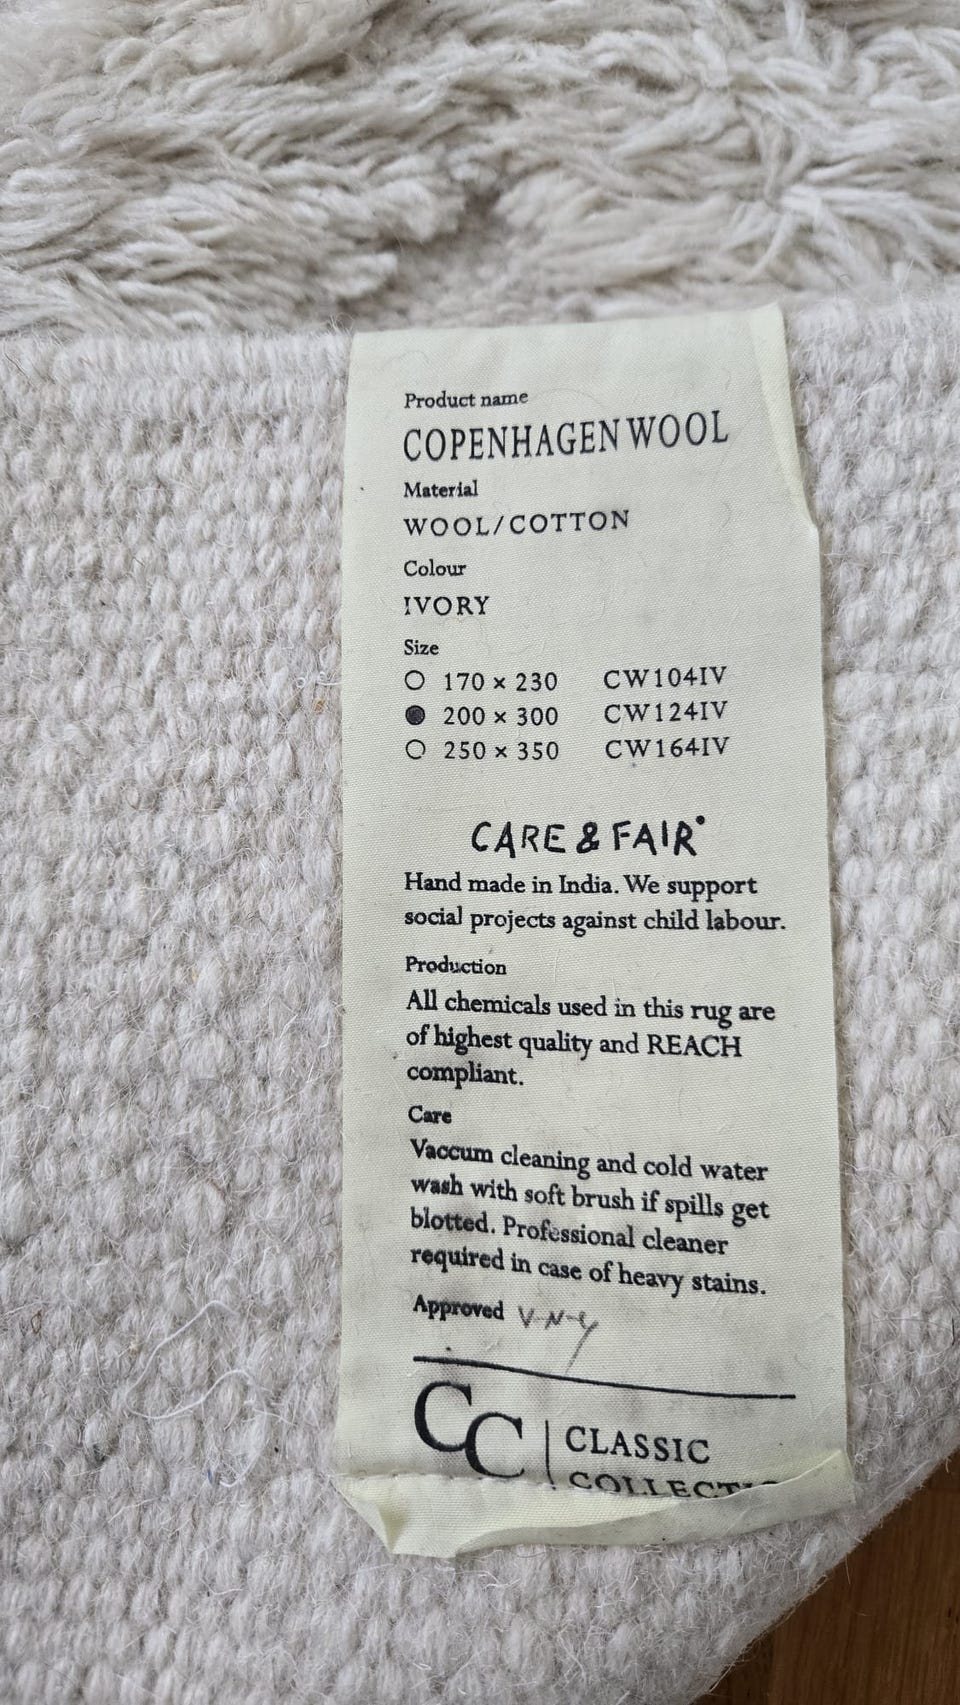 Product name
COPENHAGEN WOOL
Material
WOOL/COTTON
Colour
IVORY
Size
○ 170 × 230 CW104IV
● 200 × 300 CW124IV
○ 250 × 350 CW164IV
CARE & FAIR
Hand made in India. We support
social projects against child labour.
Production
All chemicals used in this rug are
of highest quality and REACH
compliant.
Care
Vaccum cleaning and cold water
wash with soft brush if spills get
blotted. Professional cleaner
required in case of heavy stains.
Approved
CC | CLASSIC